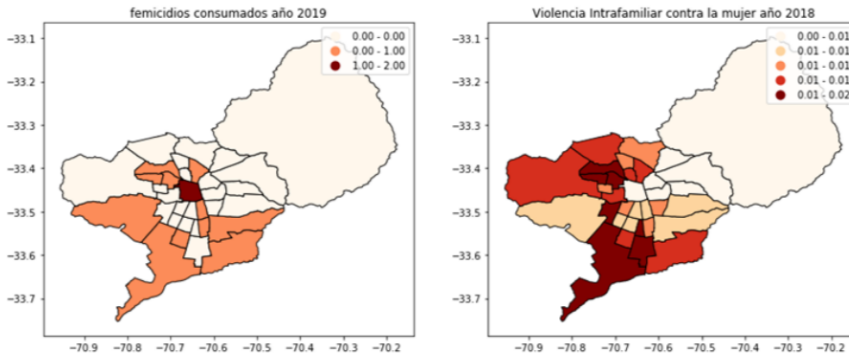 femicidios consumados año 2019
0.00 - 0.00
0.00 - 1.00
1.00 - 2.00
−33.1
−33.2
−33.3
−33.4
−33.5
−33.6
−33.7
−70.9 −70.8 −70.7 −70.6 −70.5 −70.4 −70.3 −70.2
Violencia Intrafamiliar contra la mujer año 2018
0.00 - 0.01
0.01 - 0.01
0.01 - 0.01
0.01 - 0.01
0.01 - 0.02
−33.1
−33.2
−33.3
−33.4
−33.5
−33.6
−33.7
−70.9 −70.8 −70.7 −70.6 −70.5 −70.4 −70.3 −70.2